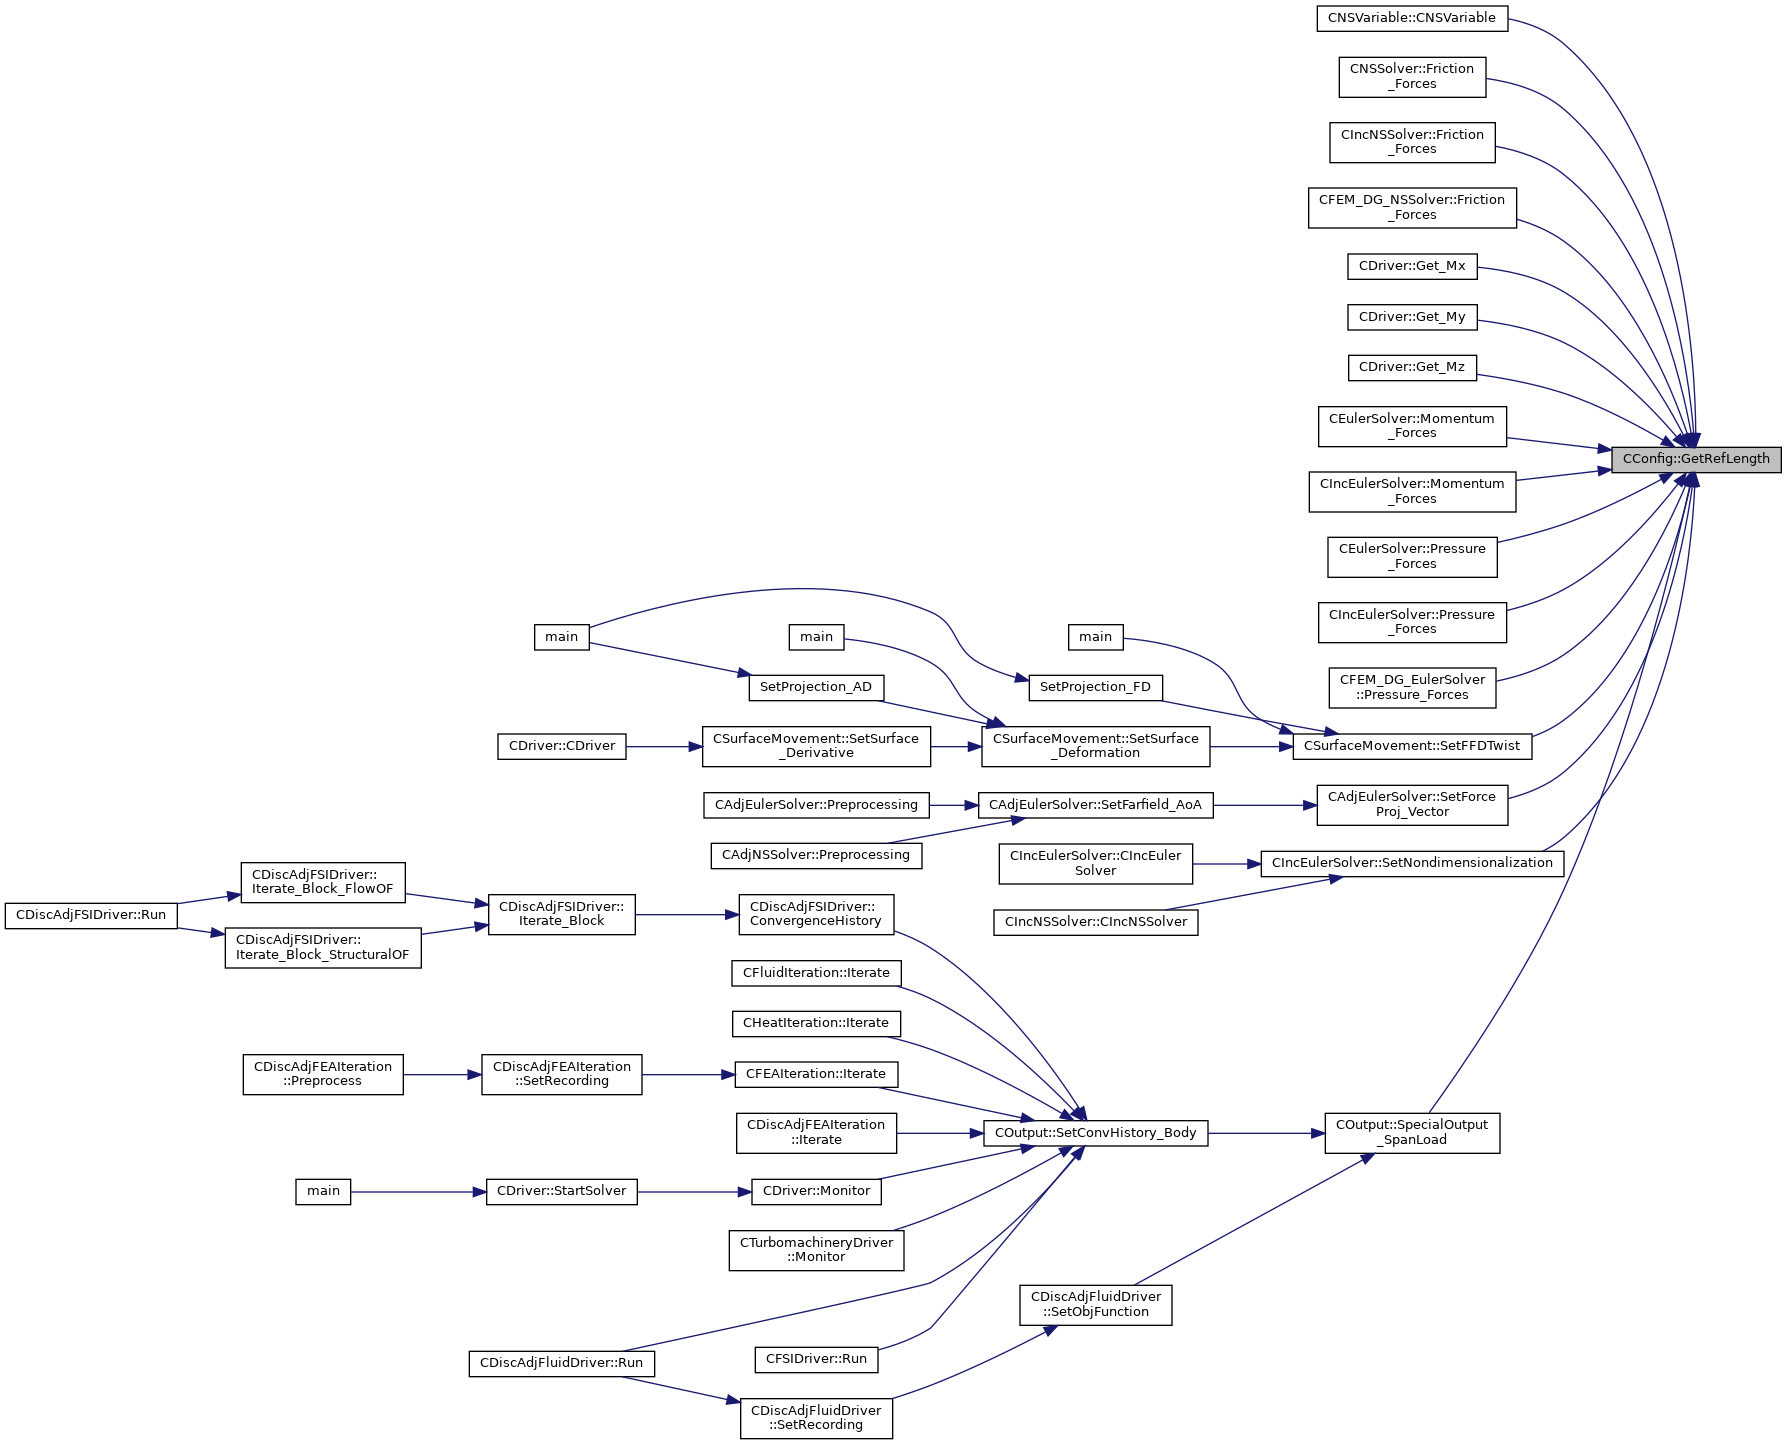 CNSVariable::CNSVariable
CNSSolver::Friction
_Forces
CIncNSSolver::Friction
_Forces
CFEM_DG_NSSolver::Friction
_Forces
CDriver::Get_Mx
CDriver::Get_My
CDriver::Get_Mz
CEulerSolver::Momentum
_Forces
CConfig::GetRefLength
CIncEulerSolver::Momentum
_Forces
CEulerSolver::Pressure
_Forces
CIncEulerSolver::Pressure
_Forces
main
main
main
CFEM_DG_EulerSolver
::Pressure_Forces
SetProjection_AD
SetProjection_FD
CDriver::CDriver
CSurfaceMovement::SetSurface
_Derivative
CSurfaceMovement::SetSurface
_Deformation
CSurfaceMovement::SetFFDTwist
CAdjEulerSolver::Preprocessing
CAdjEulerSolver::SetFarfield_AoA
CAdjEulerSolver::SetForce
Proj_Vector
CAdjNSSolver::Preprocessing
CIncEulerSolver::CIncEuler
Solver
CIncEulerSolver::SetNondimensionalization
CIncNSSolver::CIncNSSolver
CDiscAdjFSIDriver::Run
CDiscAdjFSIDriver::
Iterate_Block_FlowOF
CDiscAdjFSIDriver::
Iterate_Block_StructuralOF
CDiscAdjFSIDriver::
Iterate_Block
CDiscAdjFSIDriver::
ConvergenceHistory
CFluidIteration::Iterate
CHeatIteration::Iterate
CDiscAdjFEAIteration
::Preprocess
CDiscAdjFEAIteration
::SetRecording
CFEAIteration::Iterate
CDiscAdjFEAIteration
::Iterate
COutput::SetConvHistory_Body
COutput::SpecialOutput
_SpanLoad
main
CDriver::StartSolver
CDriver::Monitor
CTurbomachineryDriver
::Monitor
CDiscAdjFluidDriver
::SetObjFunction
CDiscAdjFluidDriver::Run
CFSIDriver::Run
CDiscAdjFluidDriver
::SetRecording